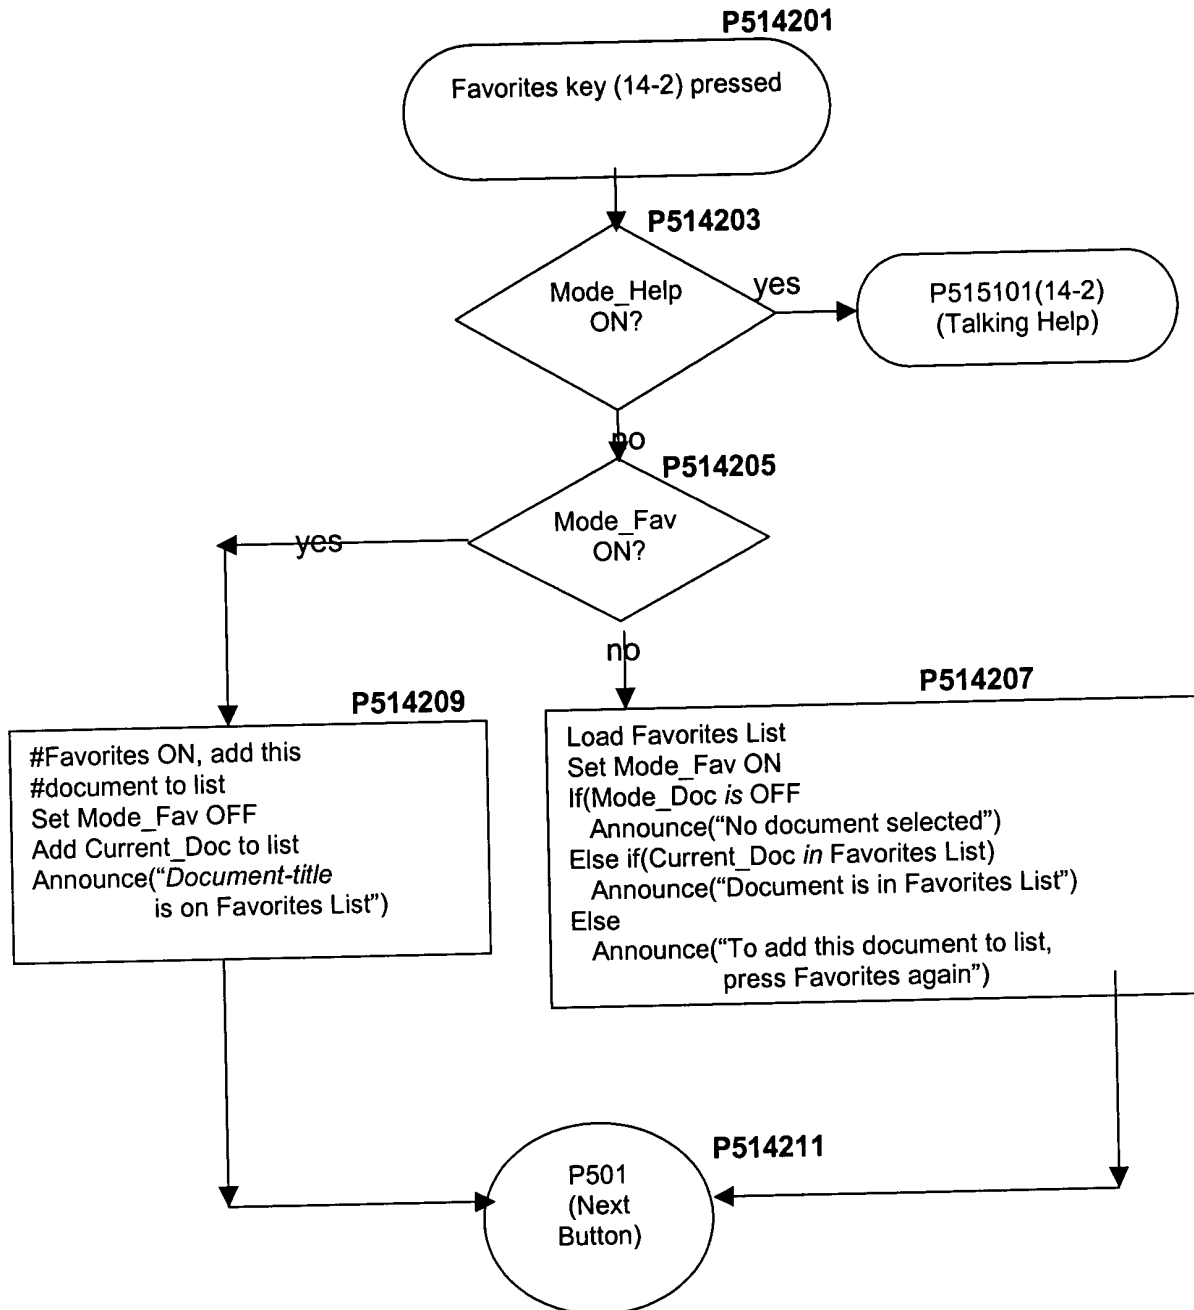 P514201
Favorites key (14-2) pressed
P514203
Mode_Help
ON?
yes
P515101(14-2)
(Talking Help)
no
P514205
Mode_Fav
ON?
yes
no
P514209
#Favorites ON, add this
#document to list
Set Mode_Fav OFF
Add Current_Doc to list
Announce(“Document-title
is on Favorites List”)
P514207
Load Favorites List
Set Mode_Fav ON
If(Mode_Doc is OFF
Announce(“No document selected”)
Else if(Current_Doc in Favorites List)
Announce(“Document is in Favorites List”)
Else
Announce(“To add this document to list,
press Favorites again”)
P514211
P501
(Next
Button)